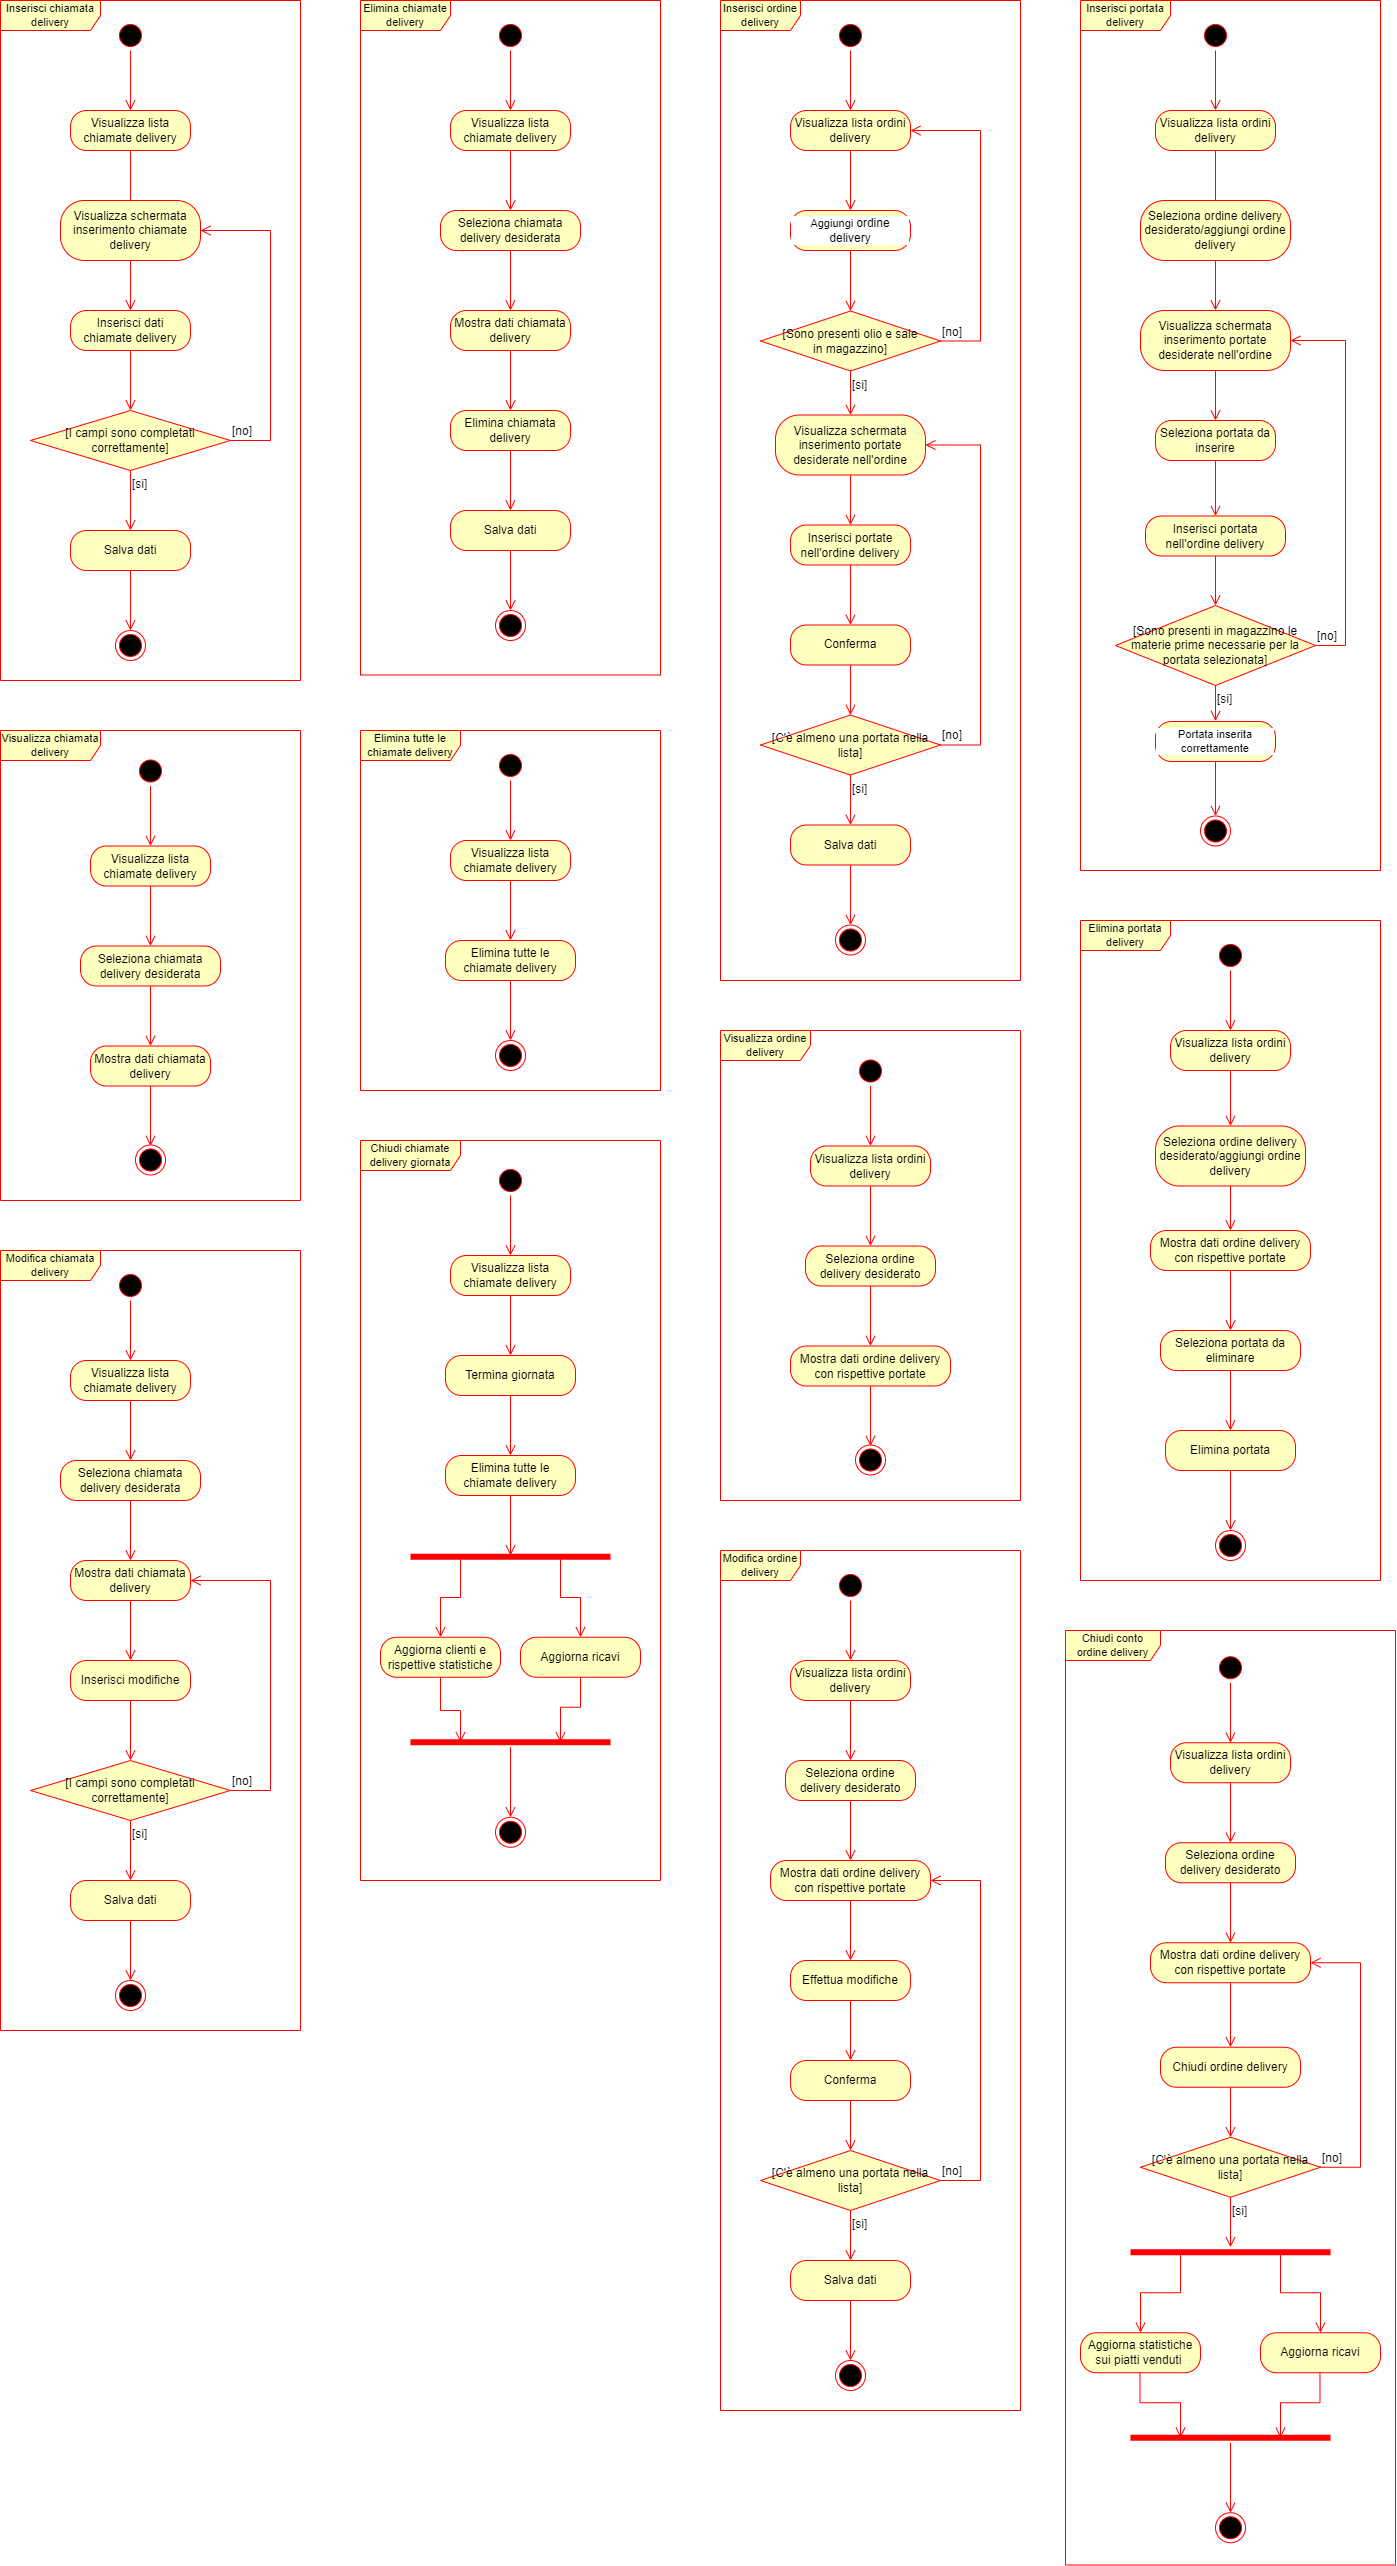 Inserisci chiamata
delivery
Visualizza lista
chiamate delivery
Visualizza schermata
inserimento chiamate
delivery
Inserisci dati
chiamate delivery
[I campi sono completati
correttamente]
[no]
[si]
Salva dati
Visualizza chiamata
delivery
Visualizza lista
chiamate delivery
Seleziona chiamata
delivery desiderata
Mostra dati chiamata
delivery
Modifica chiamata
delivery
Visualizza lista
chiamate delivery
Seleziona chiamata
delivery desiderata
Mostra dati chiamata
delivery
Inserisci modifiche
[I campi sono completati
correttamente]
[no]
[si]
Salva dati
Elimina chiamate
delivery
Visualizza lista
chiamate delivery
Seleziona chiamata
delivery desiderata
Mostra dati chiamata
delivery
Elimina chiamata
delivery
Salva dati
Elimina tutte le
chiamate delivery
Visualizza lista
chiamate delivery
Elimina tutte le
chiamate delivery
Chiudi chiamate
delivery giornata
Visualizza lista
chiamate delivery
Termina giornata
Elimina tutte le
chiamate delivery
Aggiorna clienti e
rispettive statistiche
Aggiorna ricavi
Inserisci ordine
delivery
Visualizza lista ordini
delivery
Aggiungi ordine
delivery
[Sono presenti olio e sale
in magazzino]
[no]
[si]
Visualizza schermata
inserimento portate
desiderate nell'ordine
Inserisci portate
nell'ordine delivery
Conferma
[C'è almeno una portata nella
lista]
[no]
[si]
Salva dati
Visualizza ordine
delivery
Visualizza lista ordini
delivery
Seleziona ordine
delivery desiderato
Mostra dati ordine delivery
con rispettive portate
Modifica ordine
delivery
Visualizza lista ordini
delivery
Seleziona ordine
delivery desiderato
Mostra dati ordine delivery
con rispettive portate
Effettua modifiche
Conferma
[C'è almeno una portata nella
lista]
[no]
[si]
Salva dati
Inserisci portata
delivery
Visualizza lista ordini
delivery
Seleziona ordine delivery
desiderato/aggiungi ordine
delivery
Visualizza schermata
inserimento portate
desiderate nell'ordine
Seleziona portata da
inserire
Inserisci portata
nell'ordine delivery
[Sono presenti in magazzino le
materie prime necessarie per la
portata selezionata]
[no]
[si]
Portata inserita
correttamente
Elimina portata
delivery
Visualizza lista ordini
delivery
Seleziona ordine delivery
desiderato/aggiungi ordine
delivery
Mostra dati ordine delivery
con rispettive portate
Seleziona portata da
eliminare
Elimina portata
Chiudi conto
ordine delivery
Visualizza lista ordini
delivery
Seleziona ordine
delivery desiderato
Mostra dati ordine delivery
con rispettive portate
Chiudi ordine delivery
[C'è almeno una portata nella
lista]
[no]
[si]
Aggiorna statistiche
sui piatti venduti
Aggiorna ricavi